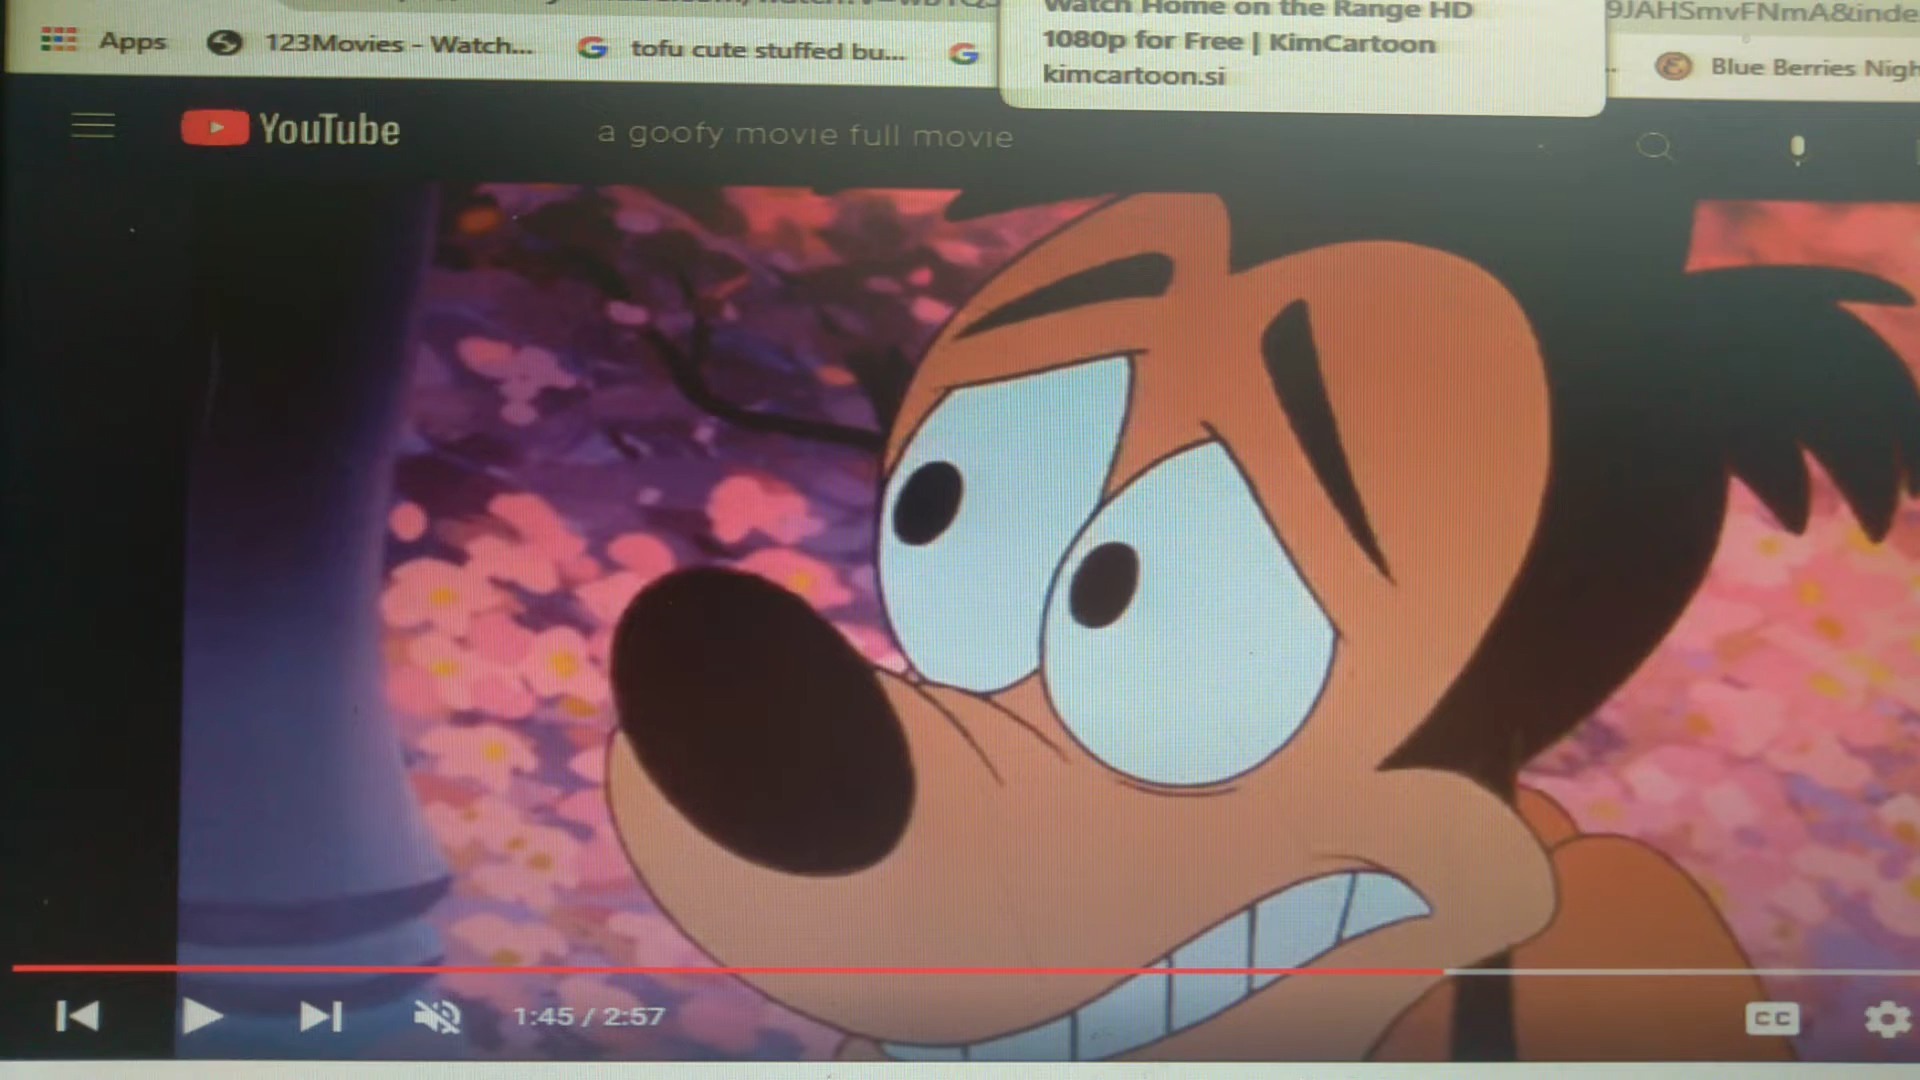 Watch Home on the Range HD
9JAHSmvFNmA&inde
Apps
123Movies - Watch...
tofu cute stuffed bu...
1080p for Free | KimCartoon
kimcartoon.si
Blue Berries Nigh
YouTube
a goofy movie full movie
1:45 / 2:57
CC